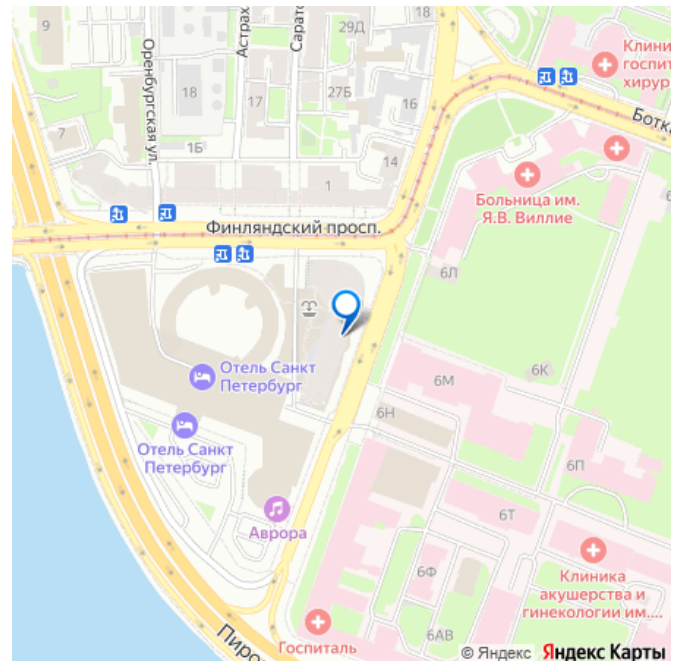 9
29Д
18
Клини
госпит
хирур
Оренбургская ул.
Астрах
Сарато
18
17
27Б
16
Ботк
7
1Б
14
1
Больница им.
Я.В. Виллие
Финляндский просп.
6Л
Отель Санкт
Петербург
6К
6М
6Н
Отель Санкт
Петербург
6П
Аврора
6Т
6Ф
Клиника
акушерства и
гинекологии им....
Пиро
Госпиталь
6АВ
© Яндекс Яндекс Карты